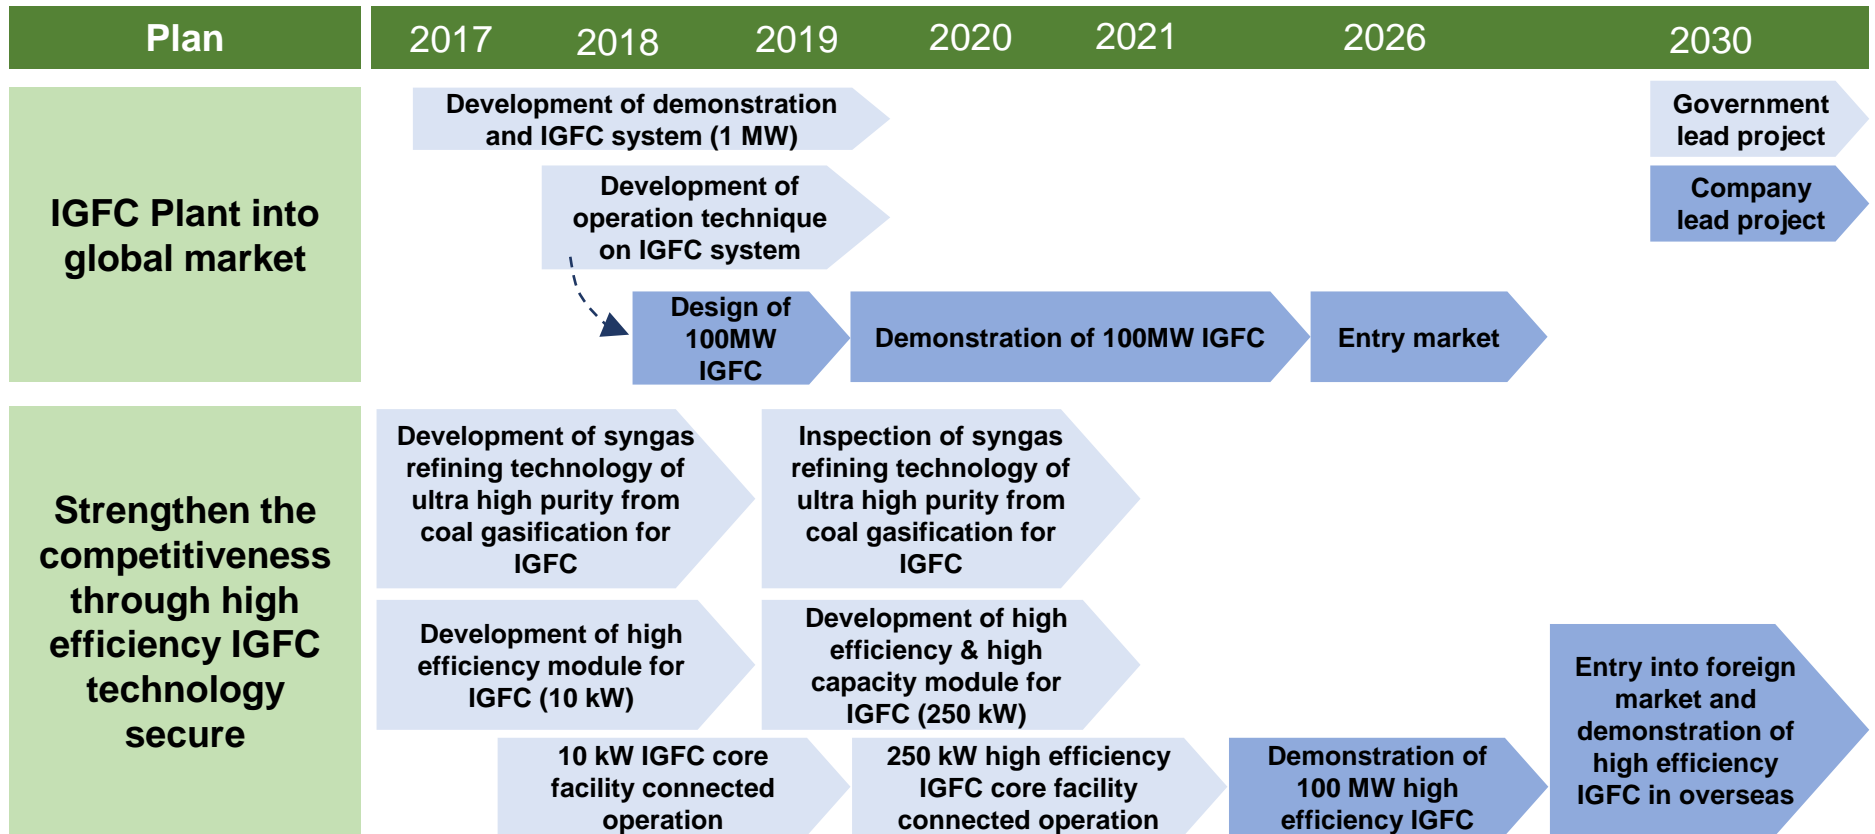 Plan
2017
2018
2019
2020
2021
2026
2030
IGFC Plant into
global market
Development of demonstration
and IGFC system (1 MW)
Government
lead project
Development of
operation technique
on IGFC system
Company
lead project
Design of
100MW
IGFC
Demonstration of 100MW IGFC
Entry market
Strengthen the
competitiveness
through high
efficiency IGFC
technology
secure
Development of syngas
refining technology of
ultra high purity from
coal gasification for
IGFC
Inspection of syngas
refining technology of
ultra high purity from
coal gasification for
IGFC
Development of high
efficiency module for
IGFC (10 kW)
Development of high
efficiency & high
capacity module for
IGFC (250 kW)
10 kW IGFC core
facility connected
operation
250 kW high efficiency
IGFC core facility
connected operation
Demonstration of
100 MW high
efficiency IGFC
Entry into foreign
market and
demonstration of
high efficiency
IGFC in overseas